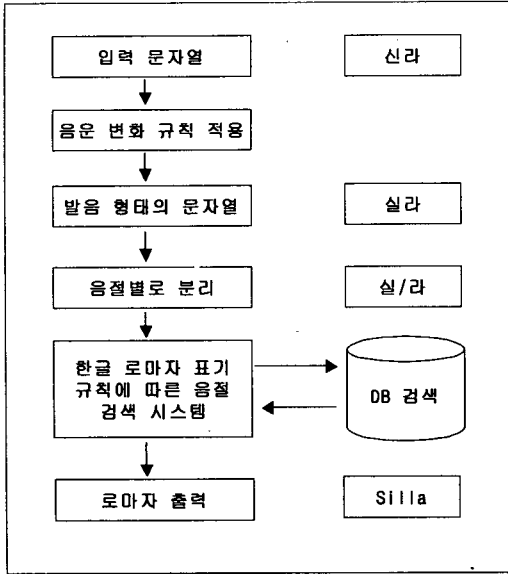 입력 문자열
신라
음운 변화 규칙 적용
발음 형태의 문자열
실라
음절별로 분리
실/라
한글 로마자 표기
규칙에 따른 음절
검색 시스템
DB 검색
로마자 출력
Silla